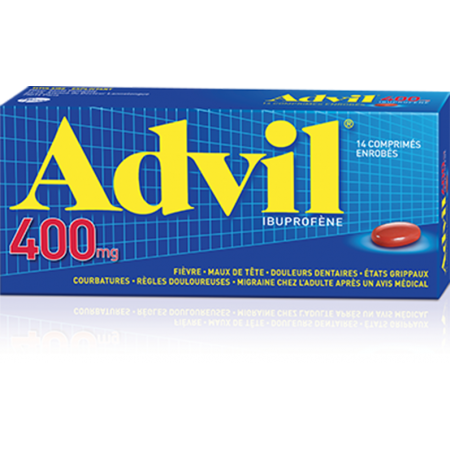 Advil 400mg
Advil®
14 COMPRIMÉS
ENROBÉS
IBUPROFÈNE
400mg
FIÈVRE • MAUX DE TÊTE • DOULEURS DENTAIRES • ÉTATS GRIPPAUX
COURBATURES • RÈGLES DOULOUREUSES • MIGRAINE CHEZ L'ADULTE APRÈS UN AVIS MÉDICAL